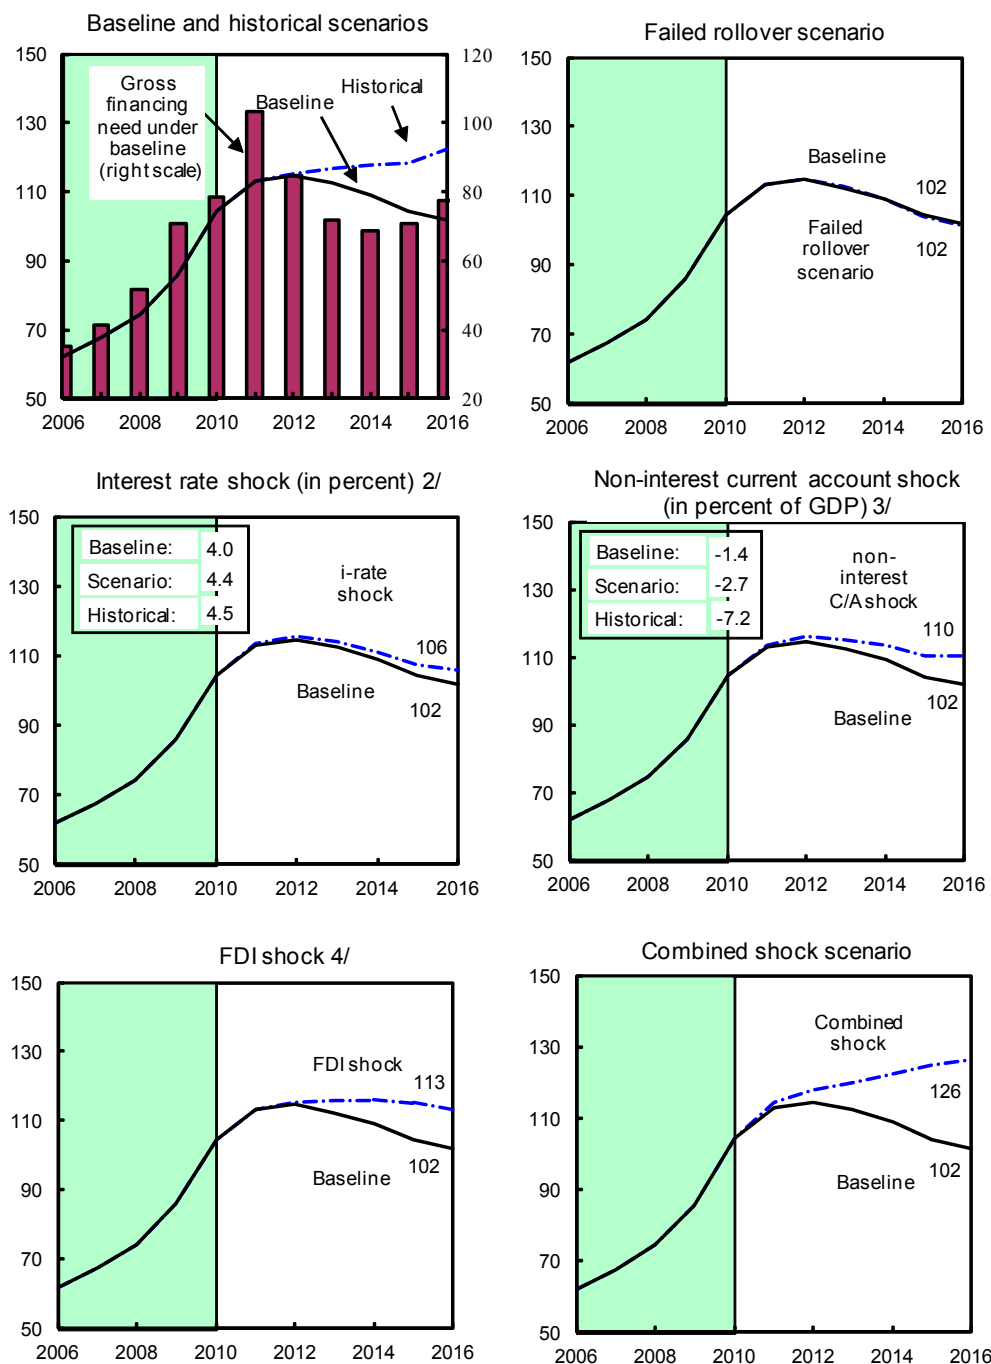 Baseline and historical scenarios
150
130
110
90
70
50
120
100
80
60
40
20
Gross
financing
need under
baseline
(right scale)
Baseline
Historical
2006
2008
2010
2012
2014
2016
Failed rollover scenario
150
130
110
90
70
50
Baseline
102
Failed
rollover
scenario
102
2006
2008
2010
2012
2014
2016
Interest rate shock (in percent) 2/
150
130
110
90
70
50
Baseline: 4.0
Scenario: 4.4
Historical: 4.5
i-rate
shock
106
Baseline
102
2006
2008
2010
2012
2014
2016
Non-interest current account shock
(in percent of GDP) 3/
150
130
110
90
70
50
Baseline: -1.4
Scenario: -2.7
Historical: -7.2
non-
interest
C/A shock
110
102
Baseline
2006
2008
2010
2012
2014
2016
FDI shock 4/
150
130
110
90
70
50
FDI shock
113
102
Baseline
2006
2008
2010
2012
2014
2016
Combined shock scenario
150
130
110
90
70
50
Combined
shock
126
102
Baseline
2006
2008
2010
2012
2014
2016